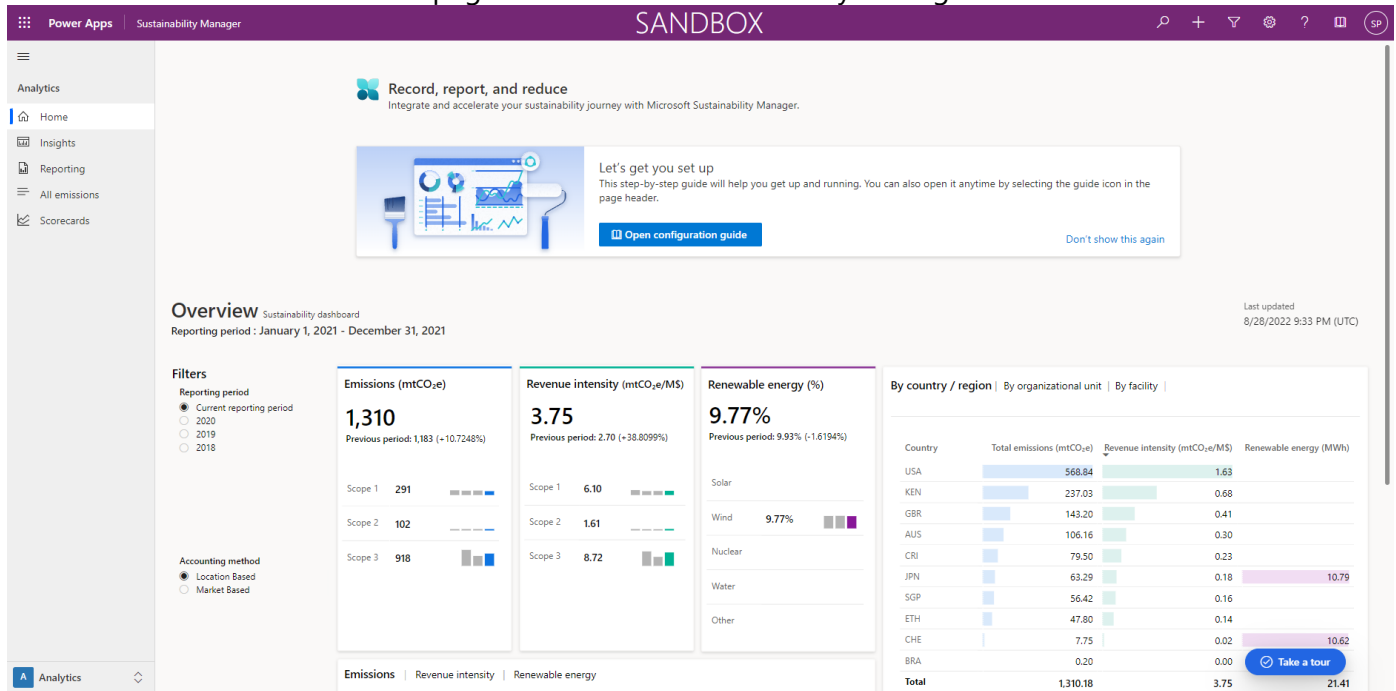 Power Apps Sustainability Manager SANDBOX SP
Analytics
Home
Insights
Reporting
All emissions
Scorecards
A Analytics
Record, report, and reduce
Integrate and accelerate your sustainability journey with Microsoft Sustainability Manager.
Let's get you set up
This step-by-step guide will help you get up and running. You can also open it anytime by selecting the guide icon in the
page header.
Open configuration guide
Don't show this again
Overview Sustainability dashboard
Reporting period : January 1, 2021 - December 31, 2021
Last updated
8/28/2022 9:33 PM (UTC)
Filters
Reporting period
Current reporting period
2020
2019
2018
Accounting method
Location Based
Market Based
Emissions (mtCO₂e)
1,310
Previous period: 1,183 (+10.7248%)
Scope 1 291
Scope 2 102
Scope 3 918
Revenue intensity (mtCO₂e/M$)
3.75
Previous period: 2.70 (+38.8099%)
Scope 1 6.10
Scope 2 1.61
Scope 3 8.72
Renewable energy (%)
9.77%
Previous period: 9.93% (-1.6194%)
Solar
Wind 9.77%
Nuclear
Water
Other
By country / region | By organizational unit | By facility |
Country Total emissions (mtCO₂e) Revenue intensity (mtCO₂e/M$) Renewable energy (MWh)
USA 568.84 1.63
KEN 237.03 0.68
GBR 143.20 0.41
AUS 106.16 0.30
CRI 79.50 0.23
JPN 63.29 0.18 10.79
SGP 56.42 0.16
ETH 47.80 0.14
CHE 7.75 0.02 10.62
BRA 0.20 0.00
Total 1,310.18 3.75 21.41
Take a tour
Emissions | Revenue intensity | Renewable energy